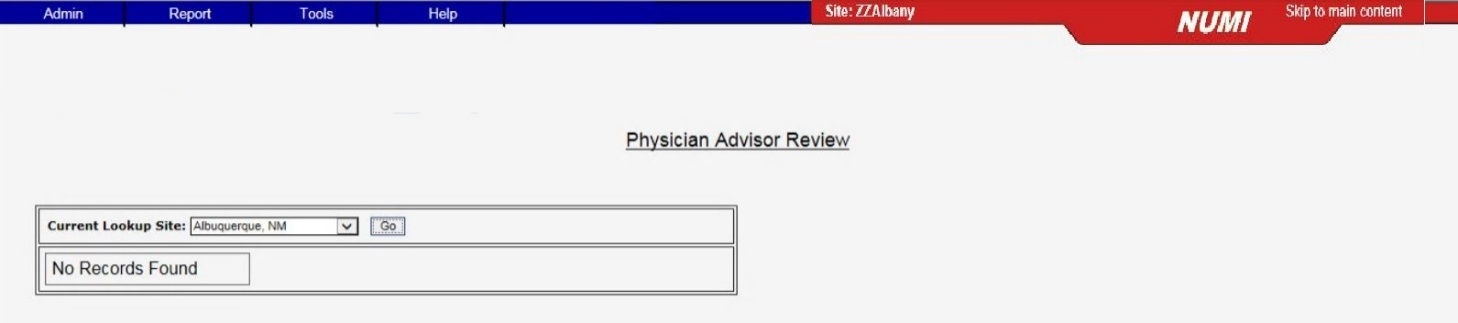 Admin Report Tools Help Site: ZZAlbany NUMI Skip to main content
Physician Advisor Review
Current Lookup Site: Albuquerque, NM Go
No Records Found